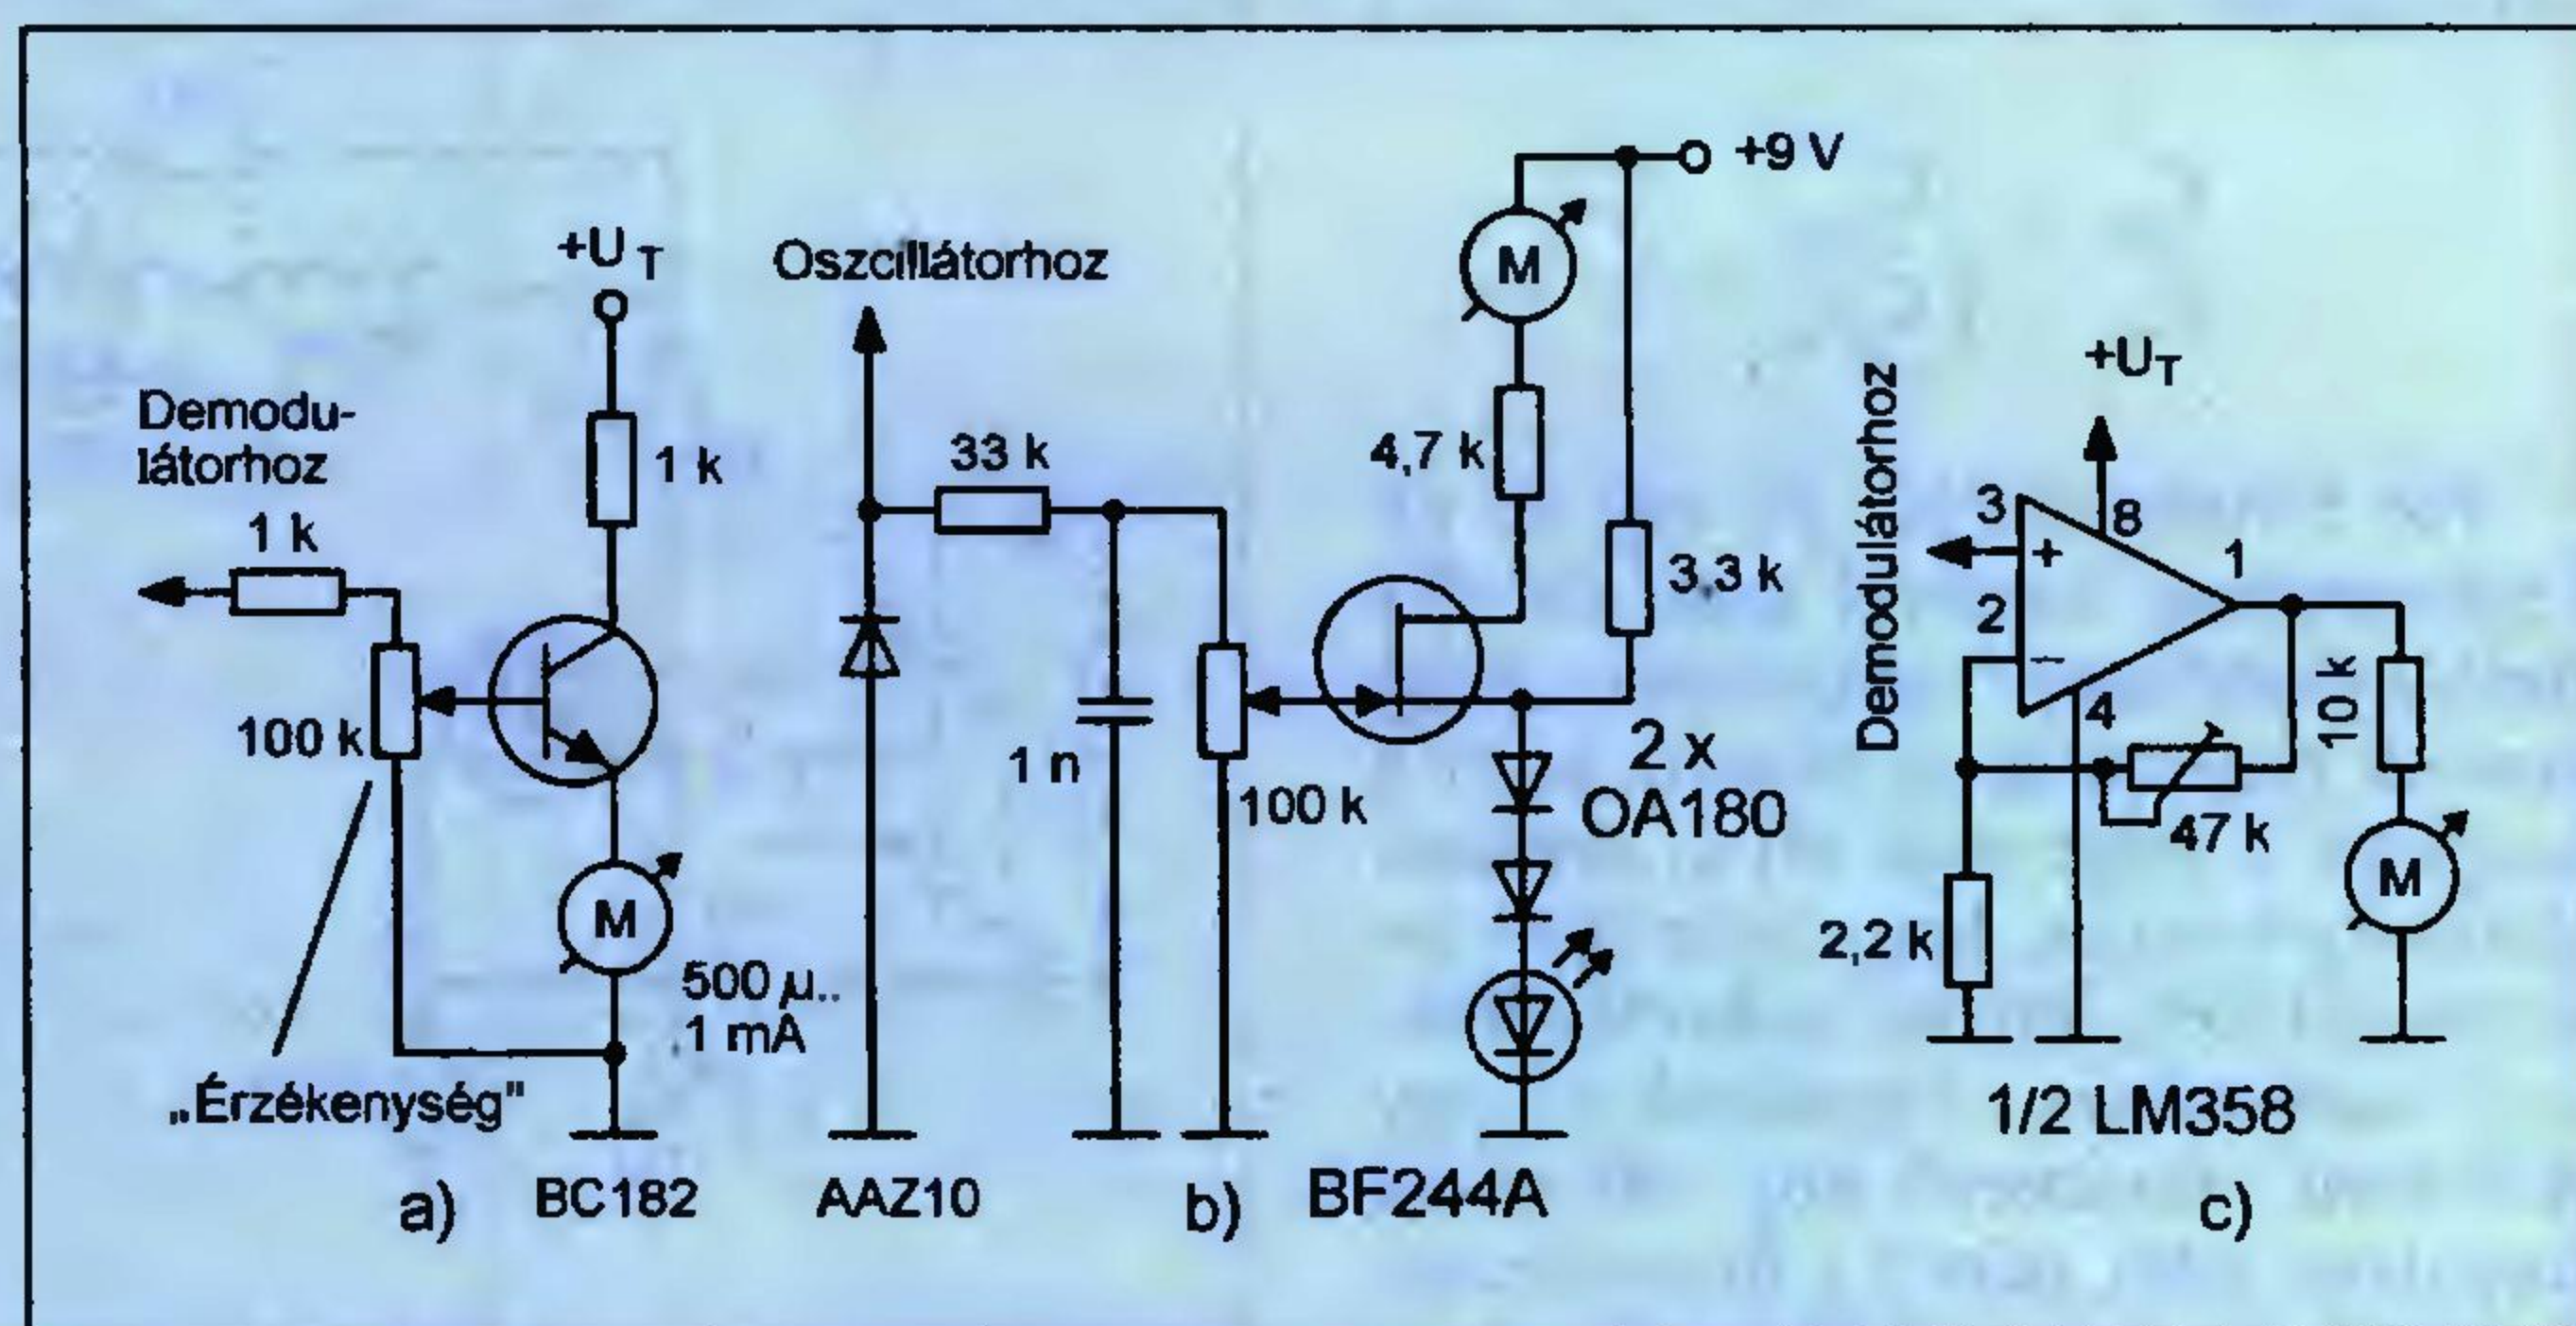 +U T
Demodu-
látorhoz
1 k
1 k
100 k
M
500 µ..
1 mA
„Érzékenység"
a)
BC182
Oszcillátorhoz
33 k
1 n
100 k
AAZ10
b)
+9 V
M
4,7 k
3,3 k
2 x
OA180
BF244A
Demodulátorhoz
+UT
3
8
+
1
2
–
4
10 k
47 k
M
2,2 k
1/2 LM358
c)